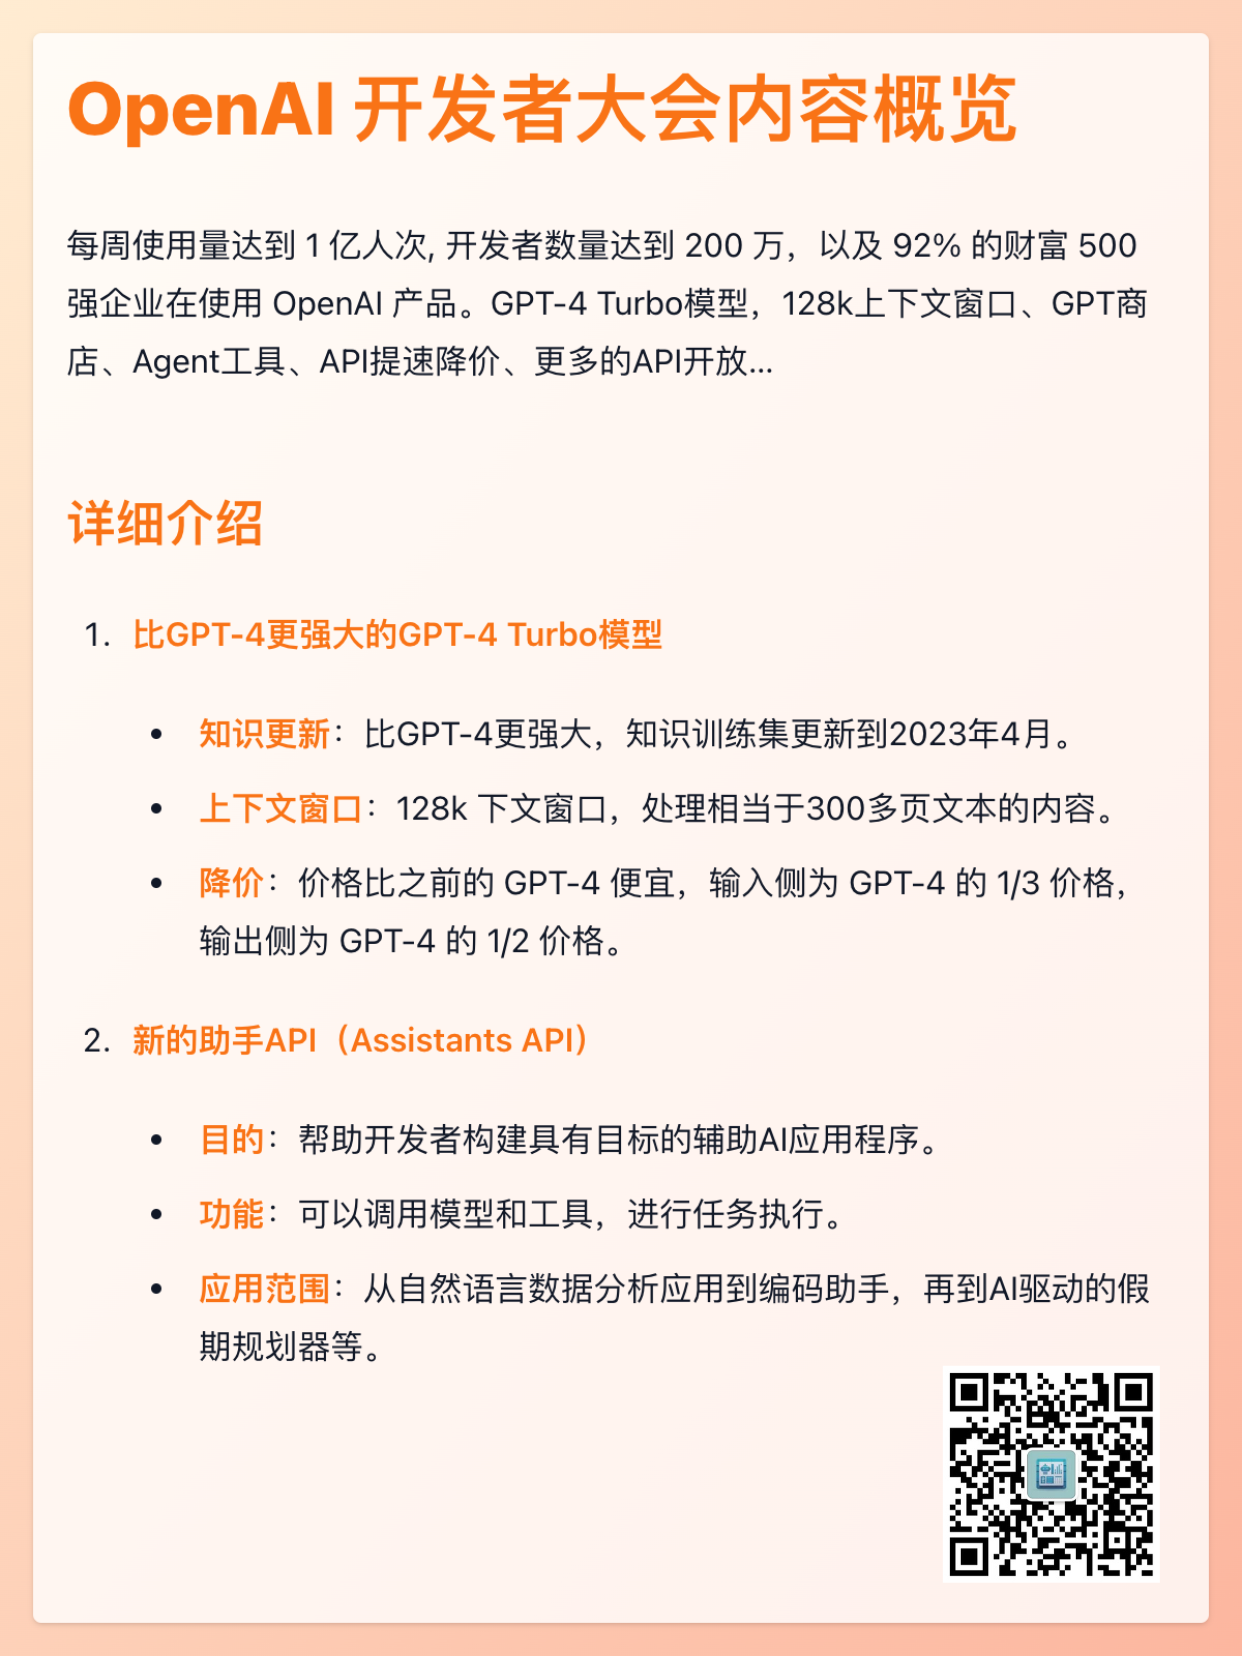 OpenAI 开发者大会内容概览
每周使用量达到 1 亿人次, 开发者数量达到 200 万，以及 92% 的财富 500
强企业在使用 OpenAI 产品。GPT-4 Turbo模型，128k上下文窗口、GPT商
店、Agent工具、API提速降价、更多的API开放...
详细介绍
1. 比GPT-4更强大的GPT-4 Turbo模型
• 知识更新：比GPT-4更强大，知识训练集更新到2023年4月。
• 上下文窗口：128k 下文窗口，处理相当于300多页文本的内容。
• 降价：价格比之前的 GPT-4 便宜，输入侧为 GPT-4 的 1/3 价格，
输出侧为 GPT-4 的 1/2 价格。
2. 新的助手API（Assistants API）
• 目的：帮助开发者构建具有目标的辅助AI应用程序。
• 功能：可以调用模型和工具，进行任务执行。
• 应用范围：从自然语言数据分析应用到编码助手，再到AI驱动的假
期规划器等。